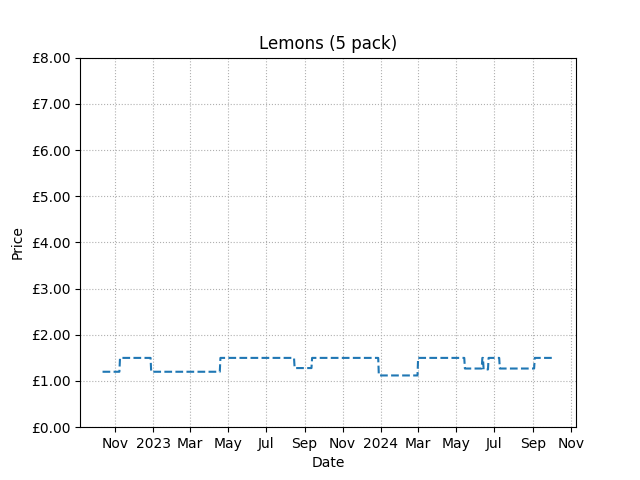 Lemons (5 pack)
£8.00
£7.00
£6.00
£5.00
£4.00
£3.00
£2.00
£1.00
£0.00
Price
Nov 2023 Mar May Jul Sep Nov 2024 Mar May Jul Sep Nov
Date